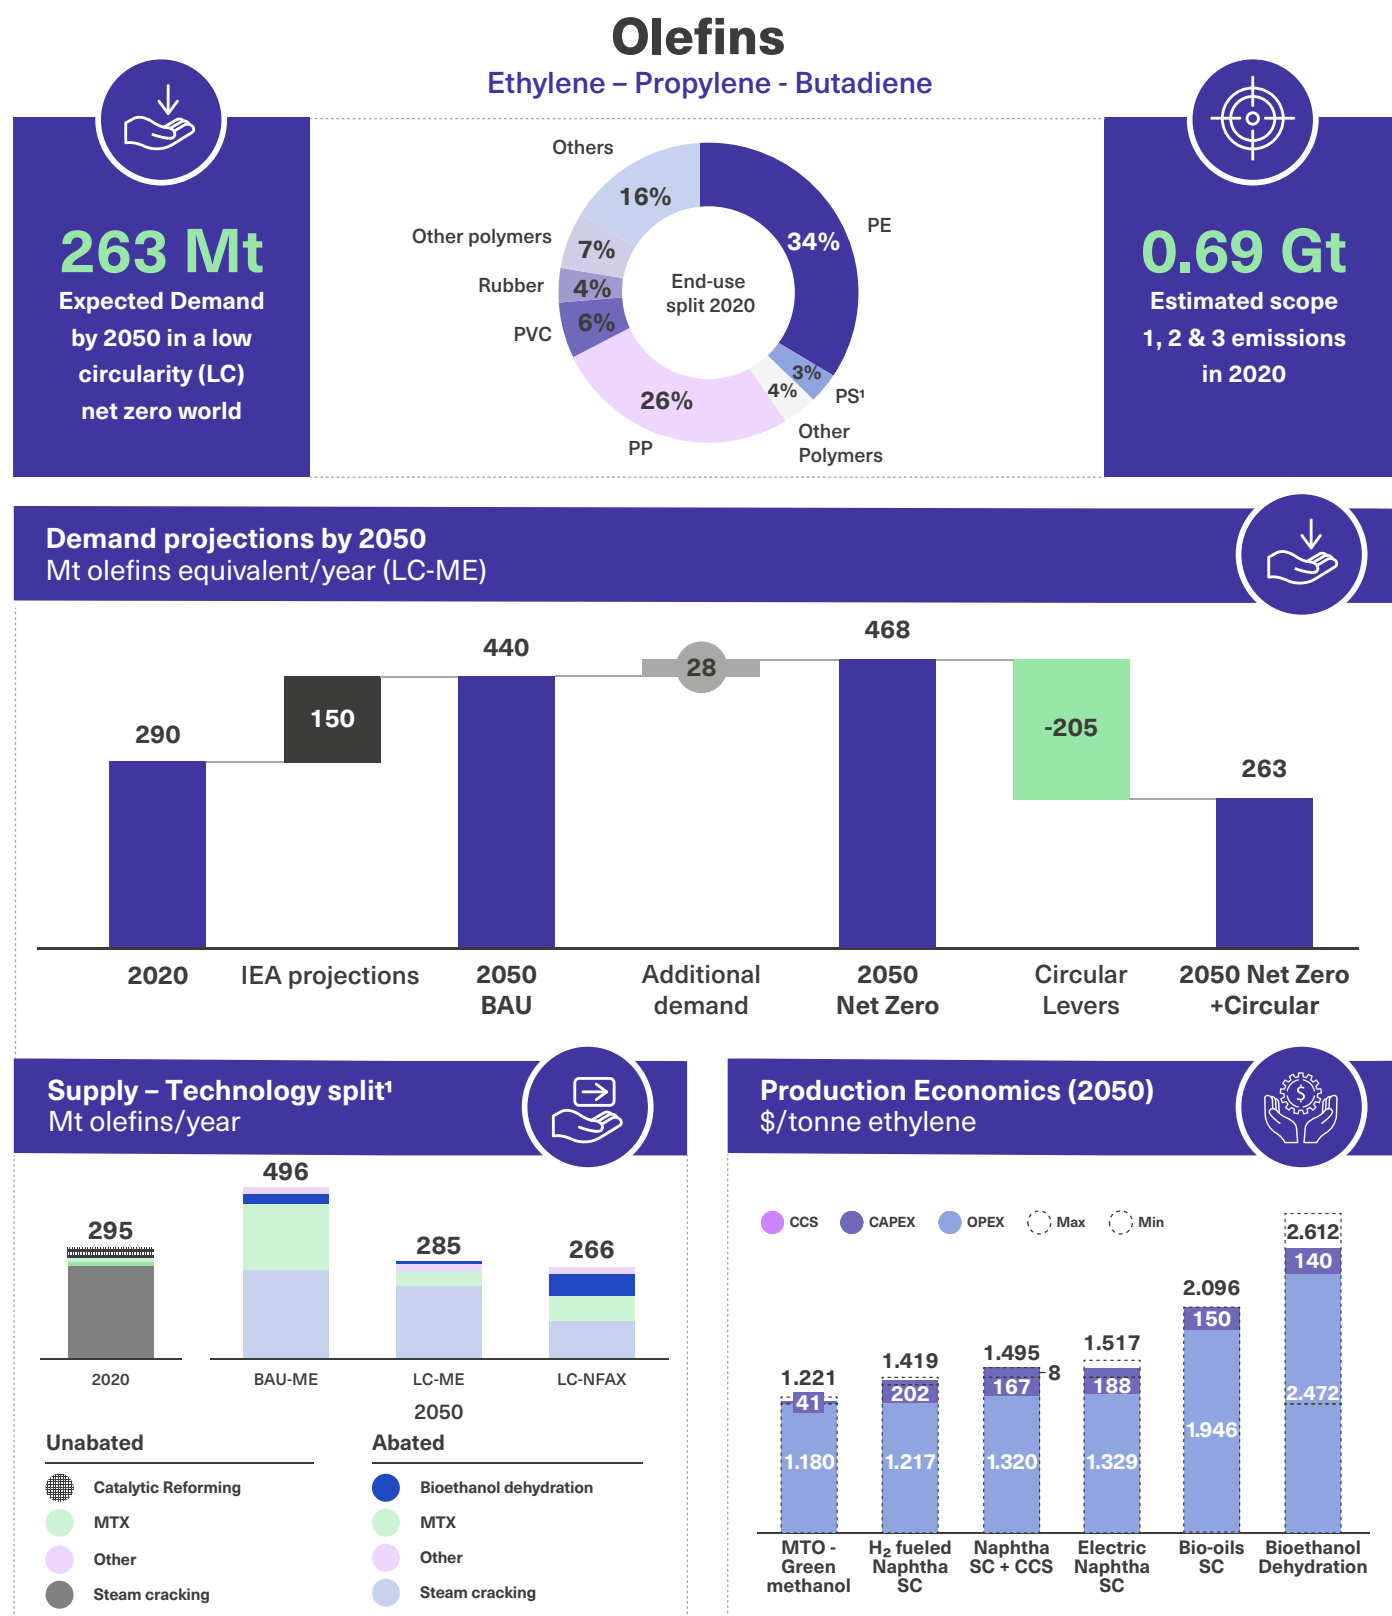 Olefins
Ethylene – Propylene - Butadiene
263 Mt
Expected Demand
by 2050 in a low
circularity (LC)
net zero world
Others
16%
Other polymers
7%
Rubber
4%
PVC
6%
26%
PP
End-use
split 2020
PE
34%
3%
PS¹
4%
Other
Polymers
0.69 Gt
Estimated scope
1, 2 & 3 emissions
in 2020
Demand projections by 2050
Mt olefins equivalent/year (LC-ME)
290
150
440
28
468
-205
263
2020
IEA projections
2050
BAU
Additional
demand
2050
Net Zero
Circular
Levers
2050 Net Zero
+Circular
Supply – Technology split¹
Mt olefins/year
295
496
285
266
2020
BAU-ME
LC-ME
LC-NFAX
2050
Unabated
Catalytic Reforming
MTX
Other
Steam cracking
Abated
Bioethanol dehydration
MTX
Other
Steam cracking
Production Economics (2050)
$/tonne ethylene
$
CCS
CAPEX
OPEX
Max
Min
1.221
41
1.180
1.419
202
1.217
1.495
8
167
1.320
1.517
188
1.329
2.096
150
1.946
2.612
140
2.472
MTO -
Green
methanol
H₂ fueled
Naphtha
SC
Naphtha
SC + CCS
Electric
Naphtha
SC
Bio-oils
SC
Bioethanol
Dehydration